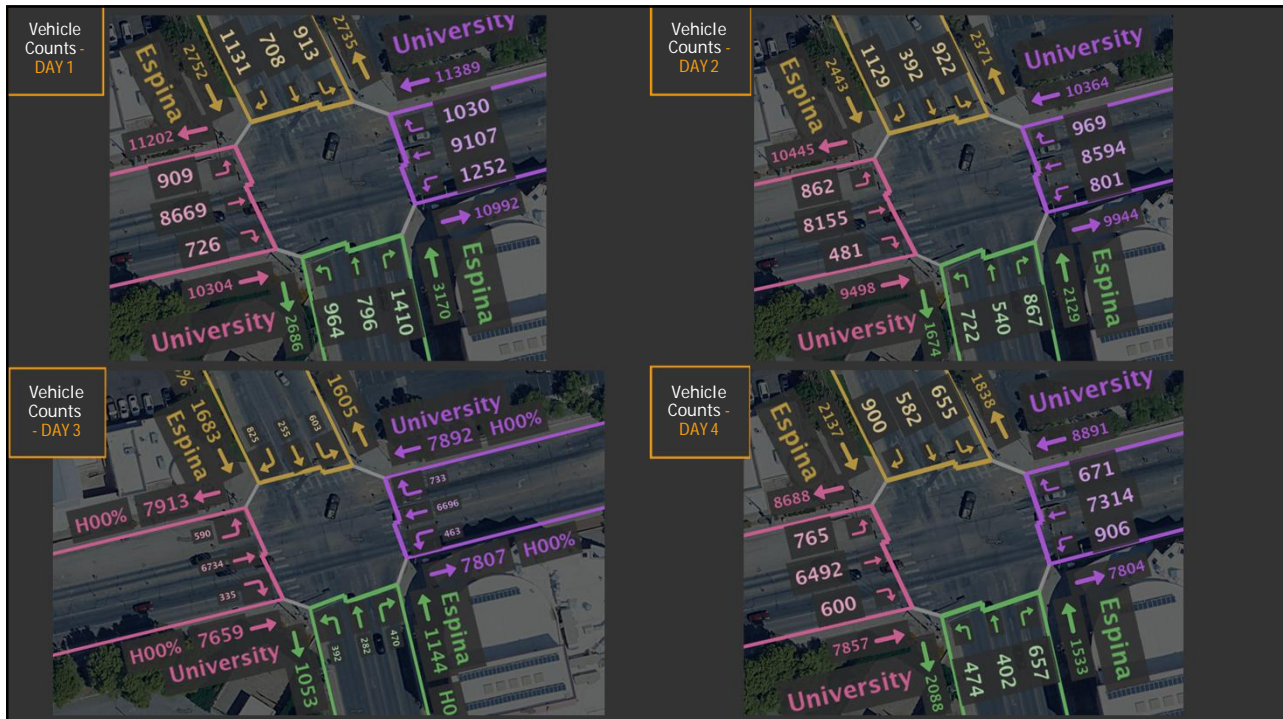 Vehicle
Counts -
DAY 1
Espina
2752
1131
708
913
2735
University
11389
11202
1030
9107
1252
909
8669
726
10304
University
2686
964
796
1410
3170
Espina
10992
Vehicle
Counts -
DAY 2
Espina
2443
1129
392
922
2371
University
10364
10445
969
8594
801
862
8155
481
9498
University
1674
722
540
867
2129
Espina
9944
Vehicle
Counts
- DAY 3
%
1683
Espina
825
255
603
1605
University
7892 H00%
H00% 7913
733
6696
463
590
6734
335
H00% 7659
University
1053
392
282
470
1144
Espina
H0
7807 H00%
Vehicle
Counts -
DAY 4
Espina
2137
900
582
655
1838
University
8891
8688
671
7314
906
765
6492
600
7857
University
2088
474
402
657
1533
Espina
7804